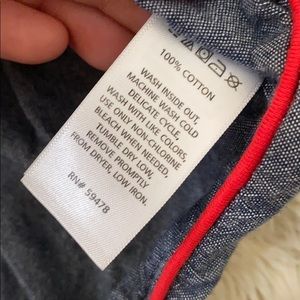 100% COTTON
WASH INSIDE OUT,
MACHINE WASH COLD
DELICATE CYCLE,
WASH WITH LIKE COLORS,
USE ONLY NON-CHLORINE
BLEACH WHEN NEEDED,
TUMBLE DRY LOW,
REMOVE PROMPTLY
FROM DRYER, LOW IRON.
RN# 59478